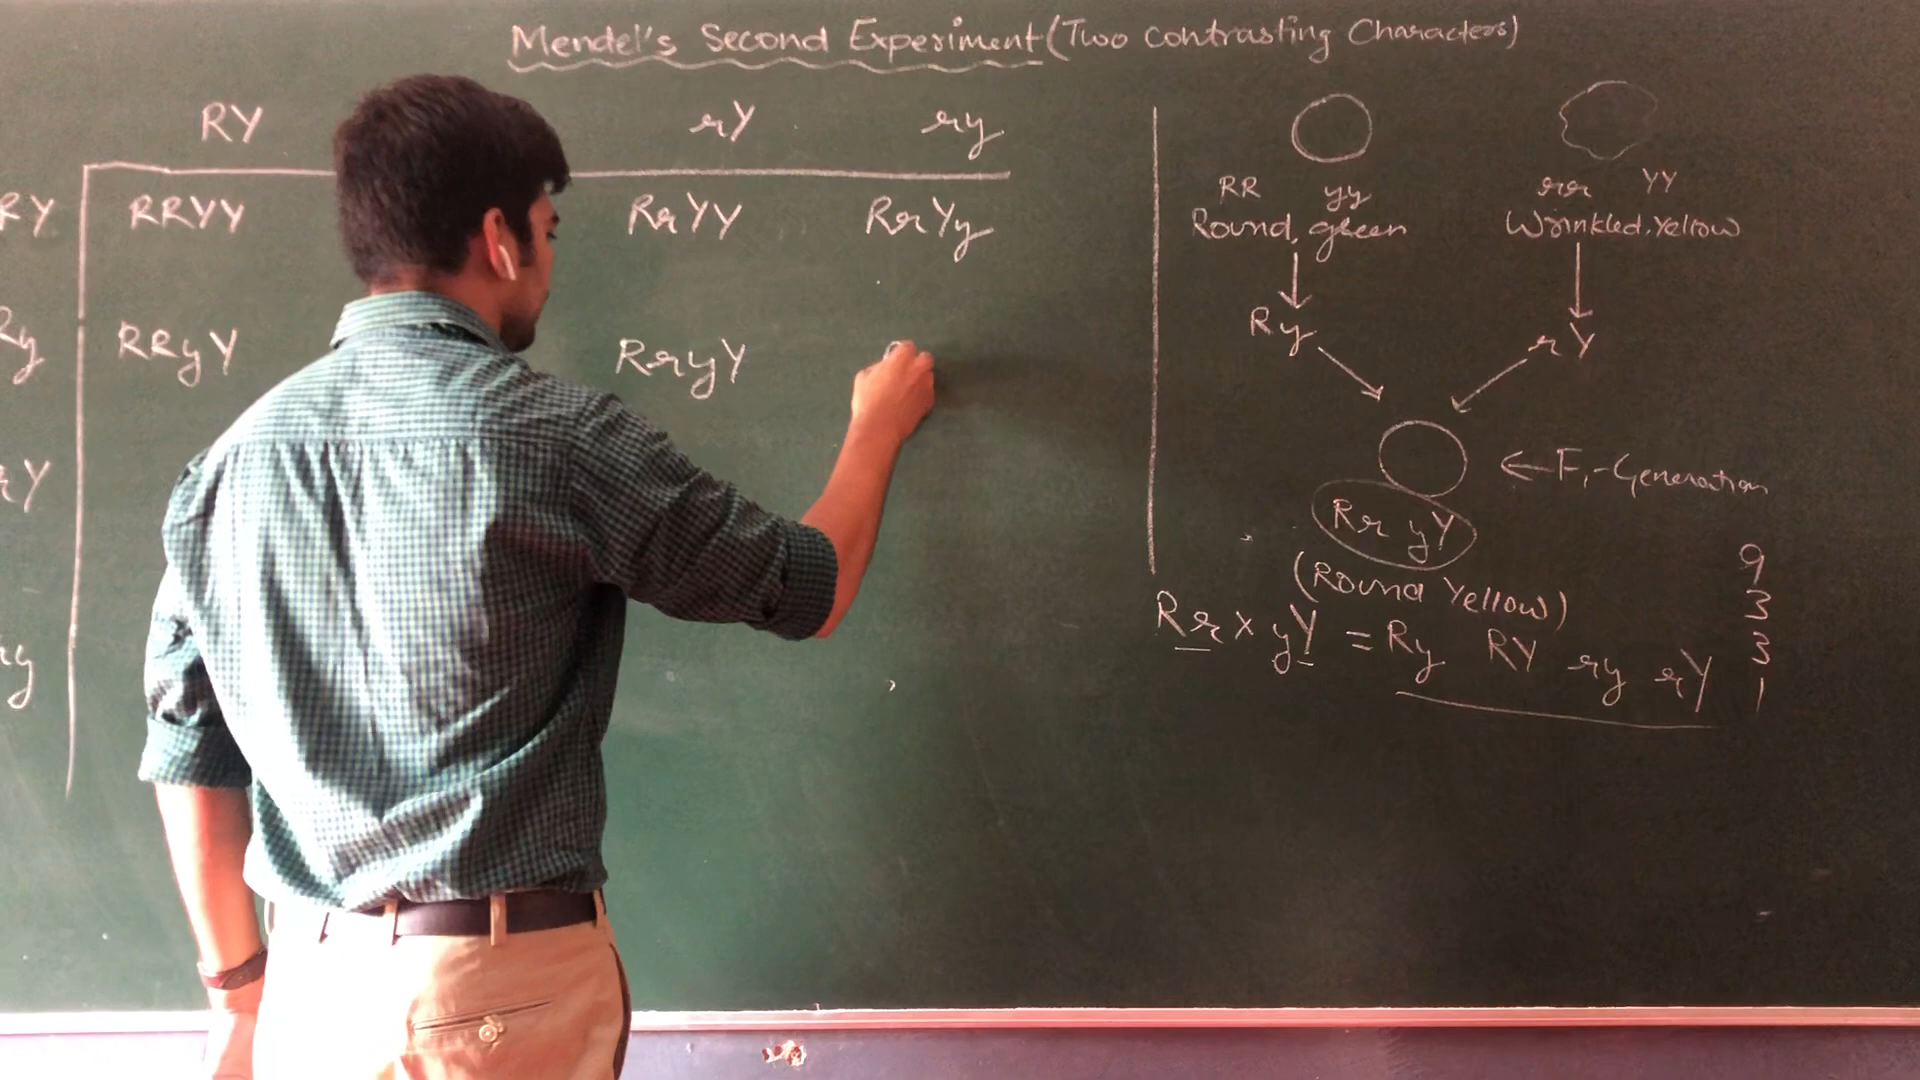 Mendel's Second Experiment (Two contrasting Characters)
RY rY ry
RY RRYY RrYY RrYy
Ry RRyY RryY
rY
ry
RR yy
Round, green
rr YY
Wrinkled, Yellow
Ry
rY
← F1-Generation
Rr yY
(Round Yellow)
Rr x yY = Ry RY ry rY
9
3
3
1